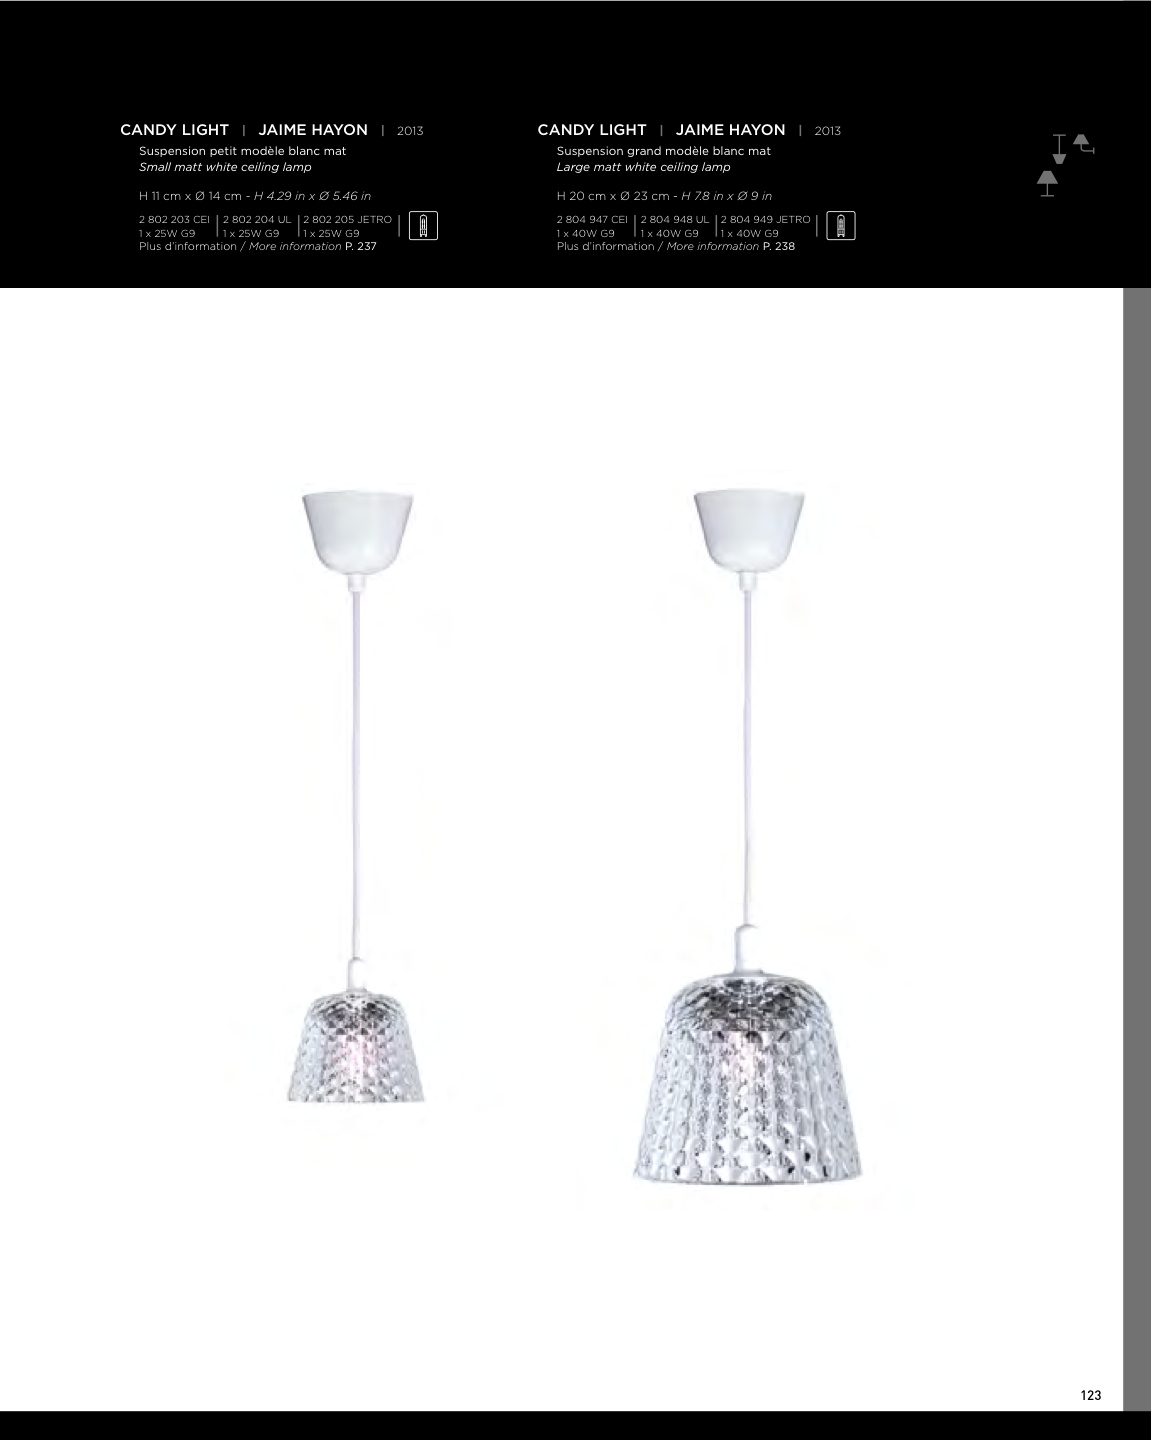 CANDY LIGHT | JAIME HAYON | 2013
Suspension petit modèle blanc mat
Small matt white ceiling lamp
H 11 cm x Ø 14 cm - H 4.29 in x Ø 5.46 in
2 802 203 CEI | 2 802 204 UL | 2 802 205 JETRO |
1 x 25W G9 | 1 x 25W G9 | 1 x 25W G9
Plus d'information / More information P. 237
CANDY LIGHT | JAIME HAYON | 2013
Suspension grand modèle blanc mat
Large matt white ceiling lamp
H 20 cm x Ø 23 cm - H 7.8 in x Ø 9 in
2 804 947 CEI | 2 804 948 UL | 2 804 949 JETRO |
1 x 40W G9 | 1 x 40W G9 | 1 x 40W G9
Plus d'information / More information P. 238
123